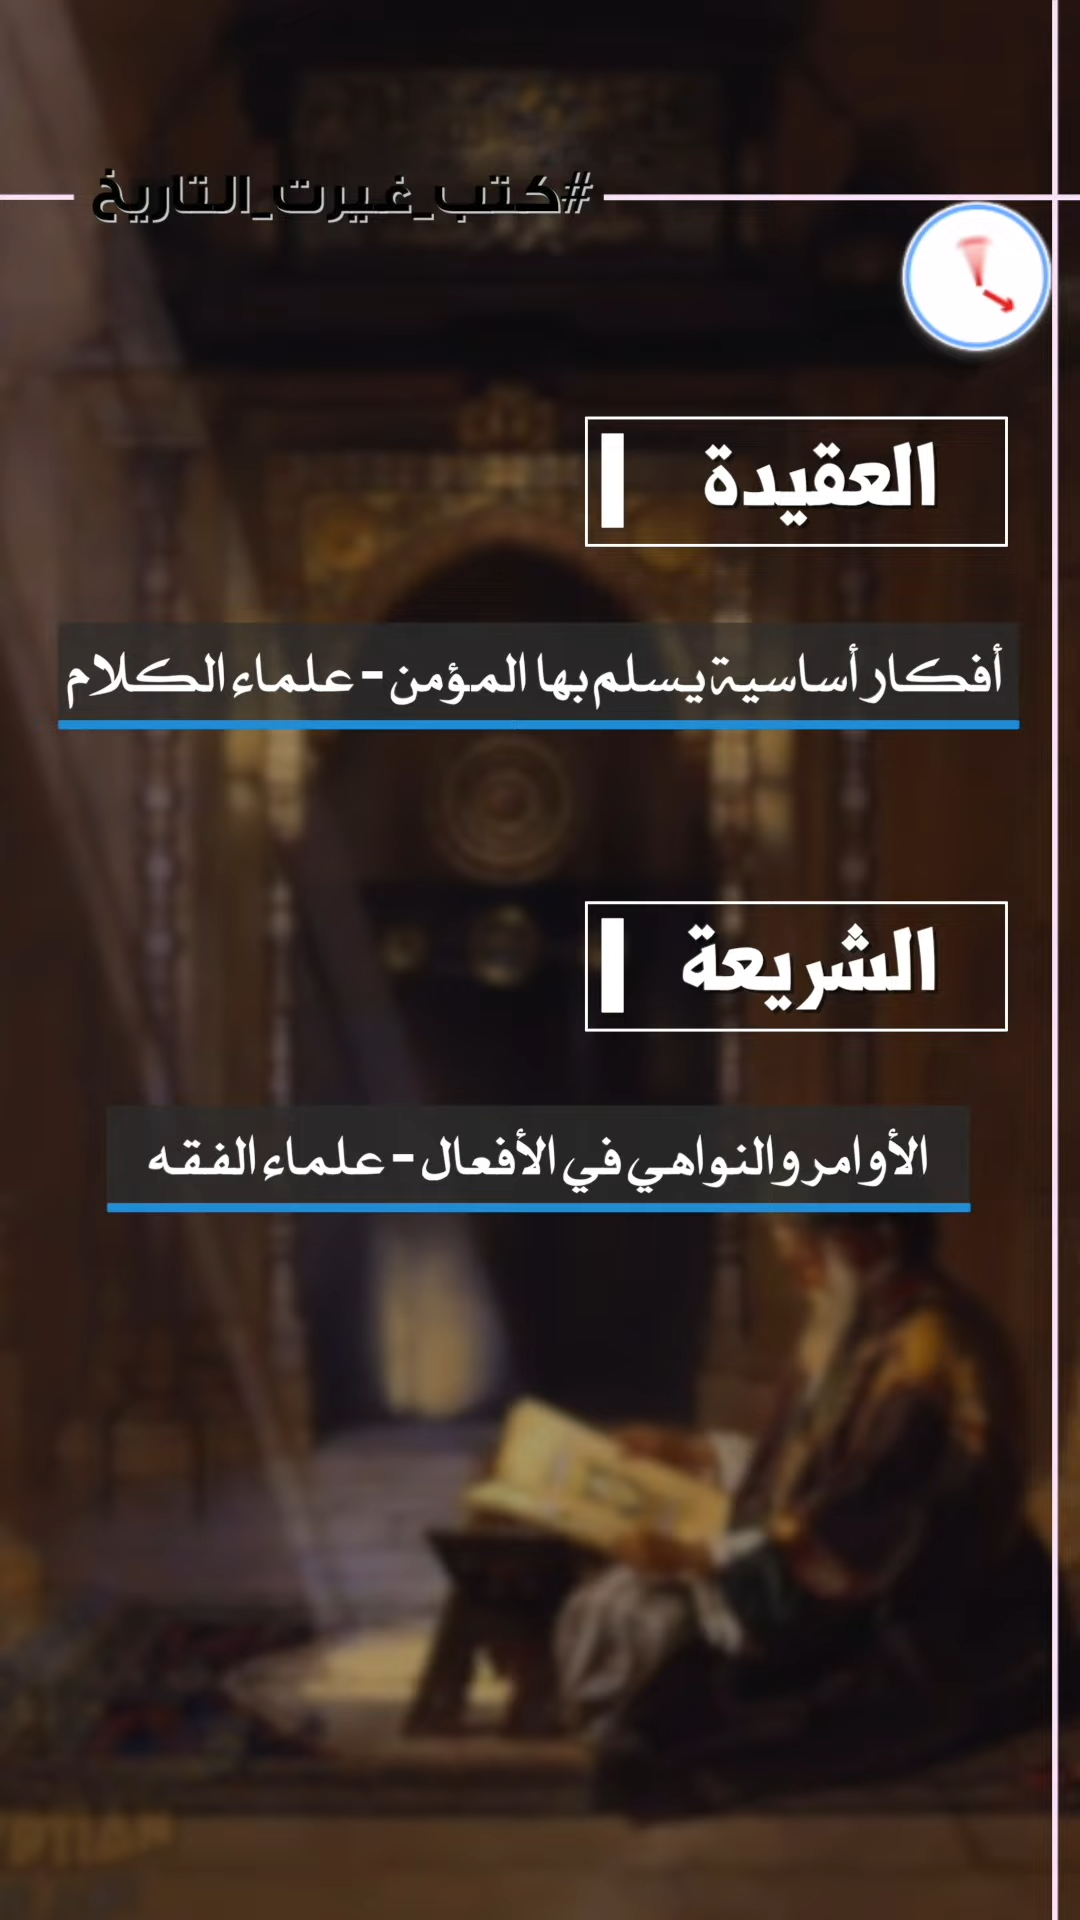 #كتب_غيرت_التاريخ
العقيدة
أفكار أساسية يسلم بها المؤمن - علماء الكلام
الشريعة
الأوامر والنواهي في الأفعال - علماء الفقه